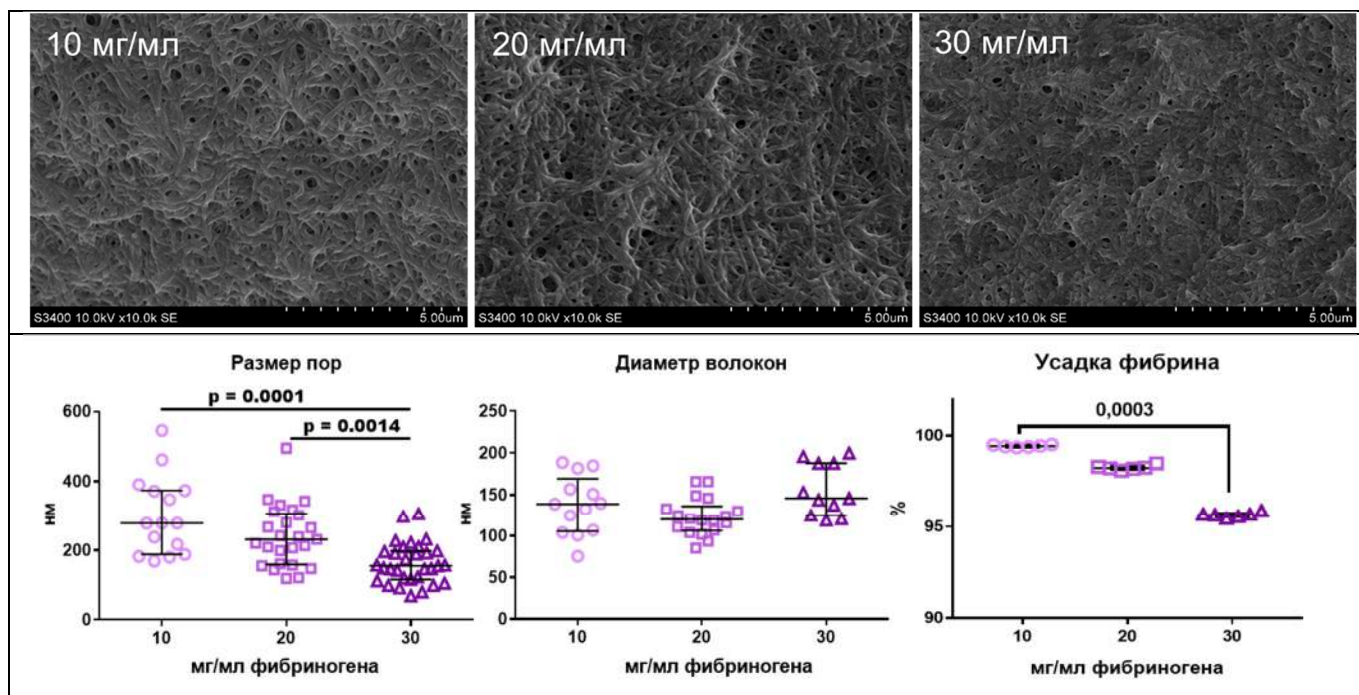 10 мг/мл
20 мг/мл
30 мг/мл
S3400 10.0kV x10.0k SE
5.00um
S3400 10.0kV x10.0k SE
5.00um
S3400 10.0kV x10.0k SE
5.00um
Размер пор
p = 0.0001
p = 0.0014
600
400
200
0
нм
10
20
30
мг/мл фибриногена
Диаметр волокон
250
200
150
100
50
0
нм
10
20
30
мг/мл фибриногена
Усадка фибрина
0,0003
100
95
90
%
10
20
30
мг/мл фибриногена